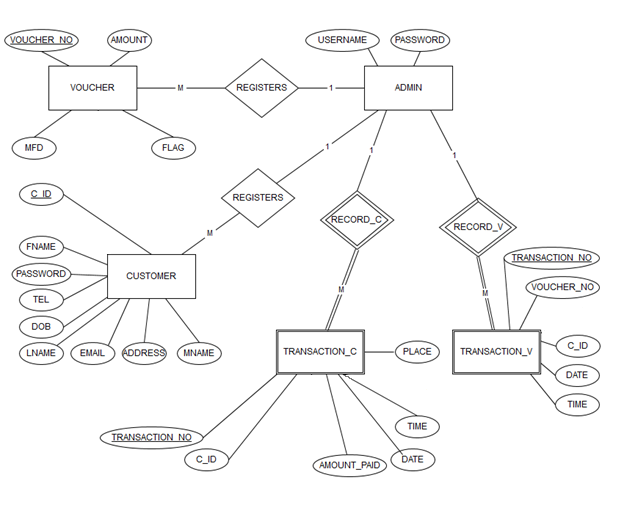 VOUCHER_NO
AMOUNT
USERNAME
PASSWORD
VOUCHER
M
REGISTERS
1
ADMIN
MFD
FLAG
1
1
1
C_ID
REGISTERS
M
RECORD_C
RECORD_V
FNAME
PASSWORD
TEL
DOB
LNAME
EMAIL
ADDRESS
MNAME
CUSTOMER
TRANSACTION_NO
VOUCHER_NO
M
M
TRANSACTION_C
PLACE
TRANSACTION_V
C_ID
DATE
TIME
TRANSACTION_NO
C_ID
AMOUNT_PAID
DATE
TIME